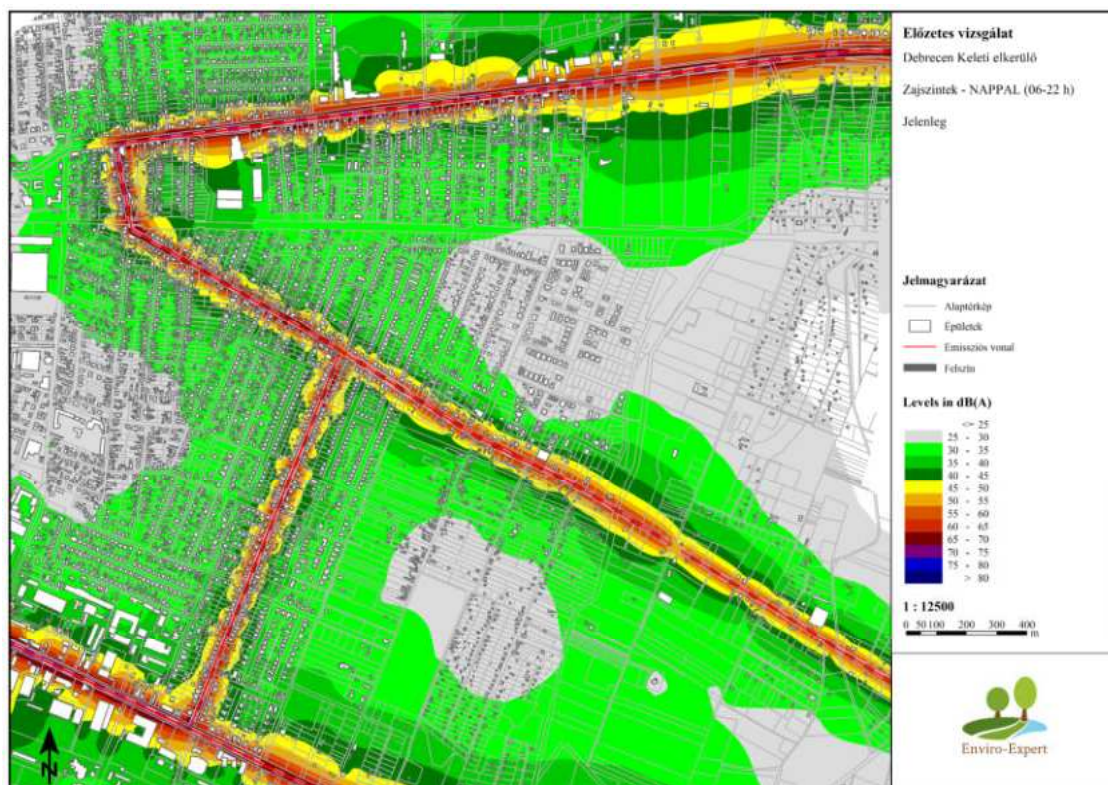 Előzetes vizsgálat
Debrecen Keleti elkerülő
Zajszintek - NAPPAL (06-22 h)
Jelenleg
Jelmagyarázat
Alaptérkép
Épületek
Emissziós vonal
Felszín
Levels in dB(A)
<= 25
25 - 30
30 - 35
35 - 40
40 - 45
45 - 50
50 - 55
55 - 60
60 - 65
65 - 70
70 - 75
75 - 80
> 80
1 : 12500
0 50 100 200 300 400
m
Enviro-Expert
N